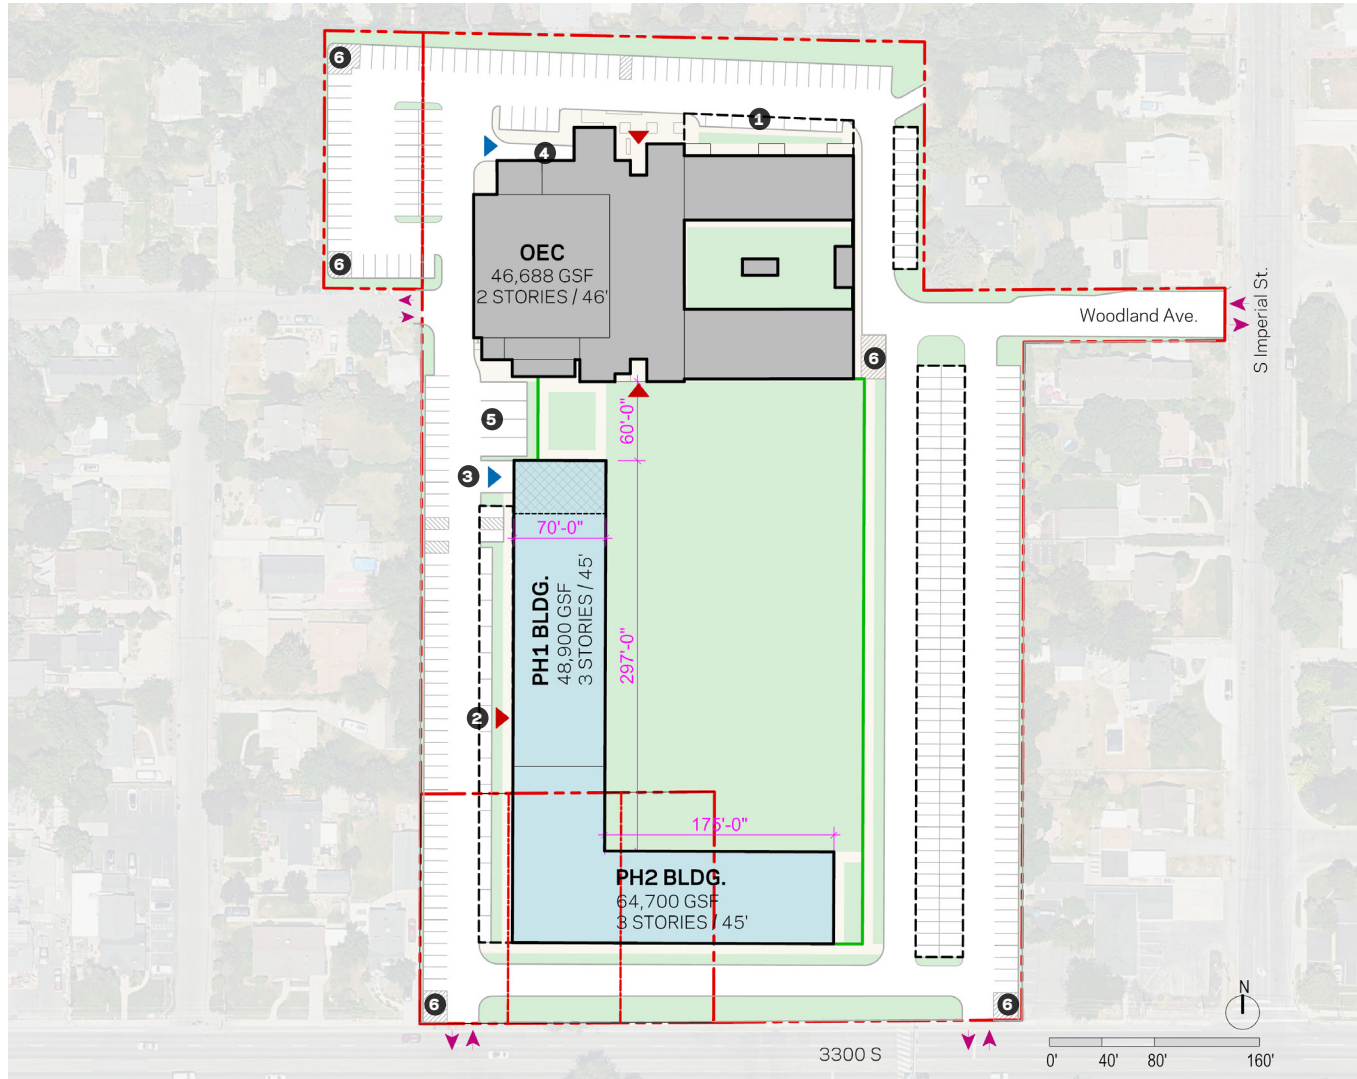 6
1
4
OEC
46,688 GSF
2 STORIES / 46'
6
S Imperial St.
Woodland Ave.
6
5
60'-0"
3
70'-0"
PH1 BLDG.
48,900 GSF
3 STORIES / 45'
297'-0"
2
175'-0"
PH2 BLDG.
64,700 GSF
3 STORIES / 45'
6
6
N
3300 S
0' 40' 80' 160'